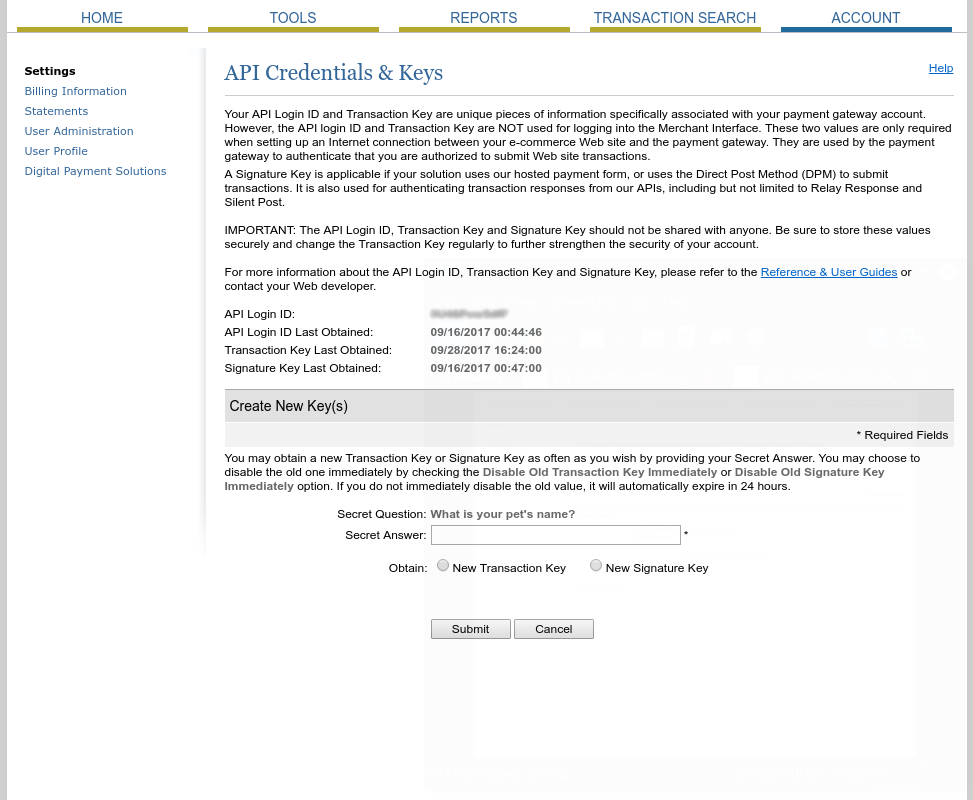 HOME TOOLS REPORTS TRANSACTION SEARCH ACCOUNT
Settings
Billing Information
Statements
User Administration
User Profile
Digital Payment Solutions
API Credentials & Keys
Help
Your API Login ID and Transaction Key are unique pieces of information specifically associated with your payment gateway account.
However, the API login ID and Transaction Key are NOT used for logging into the Merchant Interface. These two values are only required
when setting up an Internet connection between your e-commerce Web site and the payment gateway. They are used by the payment
gateway to authenticate that you are authorized to submit Web site transactions.
A Signature Key is applicable if your solution uses our hosted payment form, or uses the Direct Post Method (DPM) to submit
transactions. It is also used for authenticating transaction responses from our APIs, including but not limited to Relay Response and
Silent Post.
IMPORTANT: The API Login ID, Transaction Key and Signature Key should not be shared with anyone. Be sure to store these values
securely and change the Transaction Key regularly to further strengthen the security of your account.
For more information about the API Login ID, Transaction Key and Signature Key, please refer to the Reference & User Guides or
contact your Web developer.
API Login ID:
API Login ID Last Obtained: 09/16/2017 00:44:46
Transaction Key Last Obtained: 09/28/2017 16:24:00
Signature Key Last Obtained: 09/16/2017 00:47:00
Create New Key(s)
* Required Fields
You may obtain a new Transaction Key or Signature Key as often as you wish by providing your Secret Answer. You may choose to
disable the old one immediately by checking the Disable Old Transaction Key Immediately or Disable Old Signature Key
Immediately option. If you do not immediately disable the old value, it will automatically expire in 24 hours.
Secret Question: What is your pet's name?
Secret Answer: *
Obtain: New Transaction Key New Signature Key
Submit Cancel